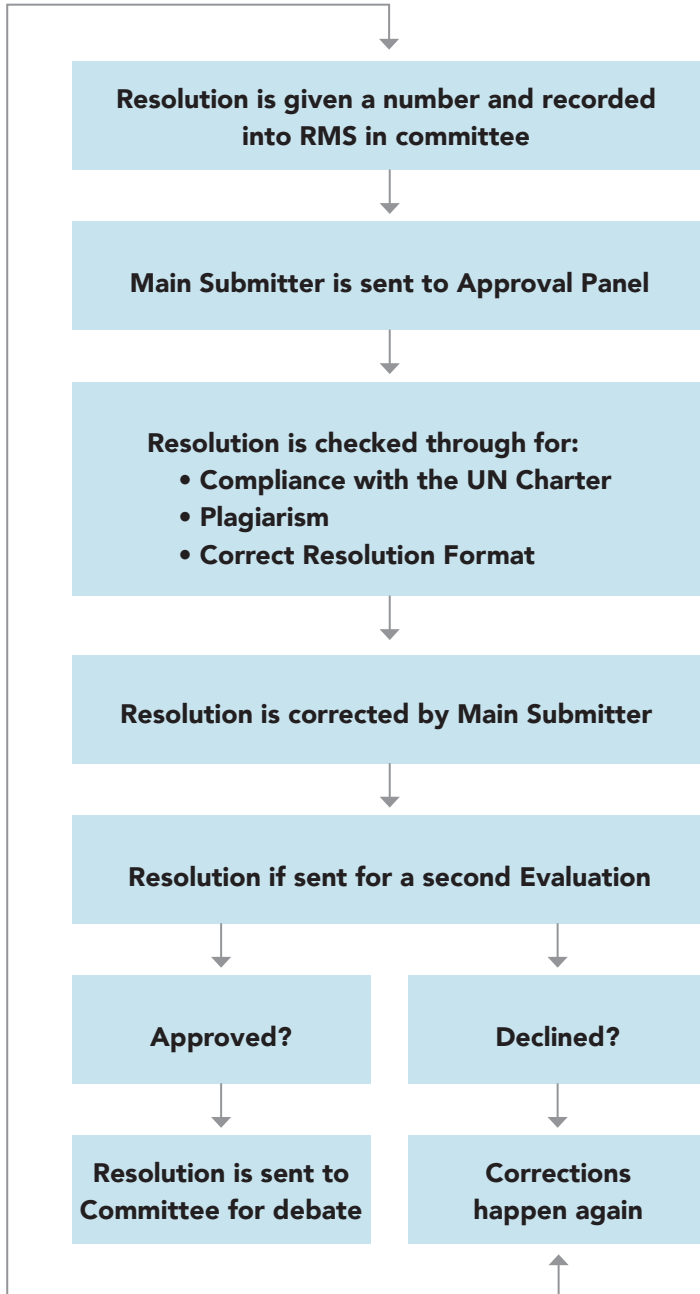 Resolution is given a number and recorded
into RMS in committee
Main Submitter is sent to Approval Panel
Resolution is checked through for:
• Compliance with the UN Charter
• Plagiarism
• Correct Resolution Format
Resolution is corrected by Main Submitter
Resolution if sent for a second Evaluation
Approved?
Declined?
Resolution is sent to
Committee for debate
Corrections
happen again